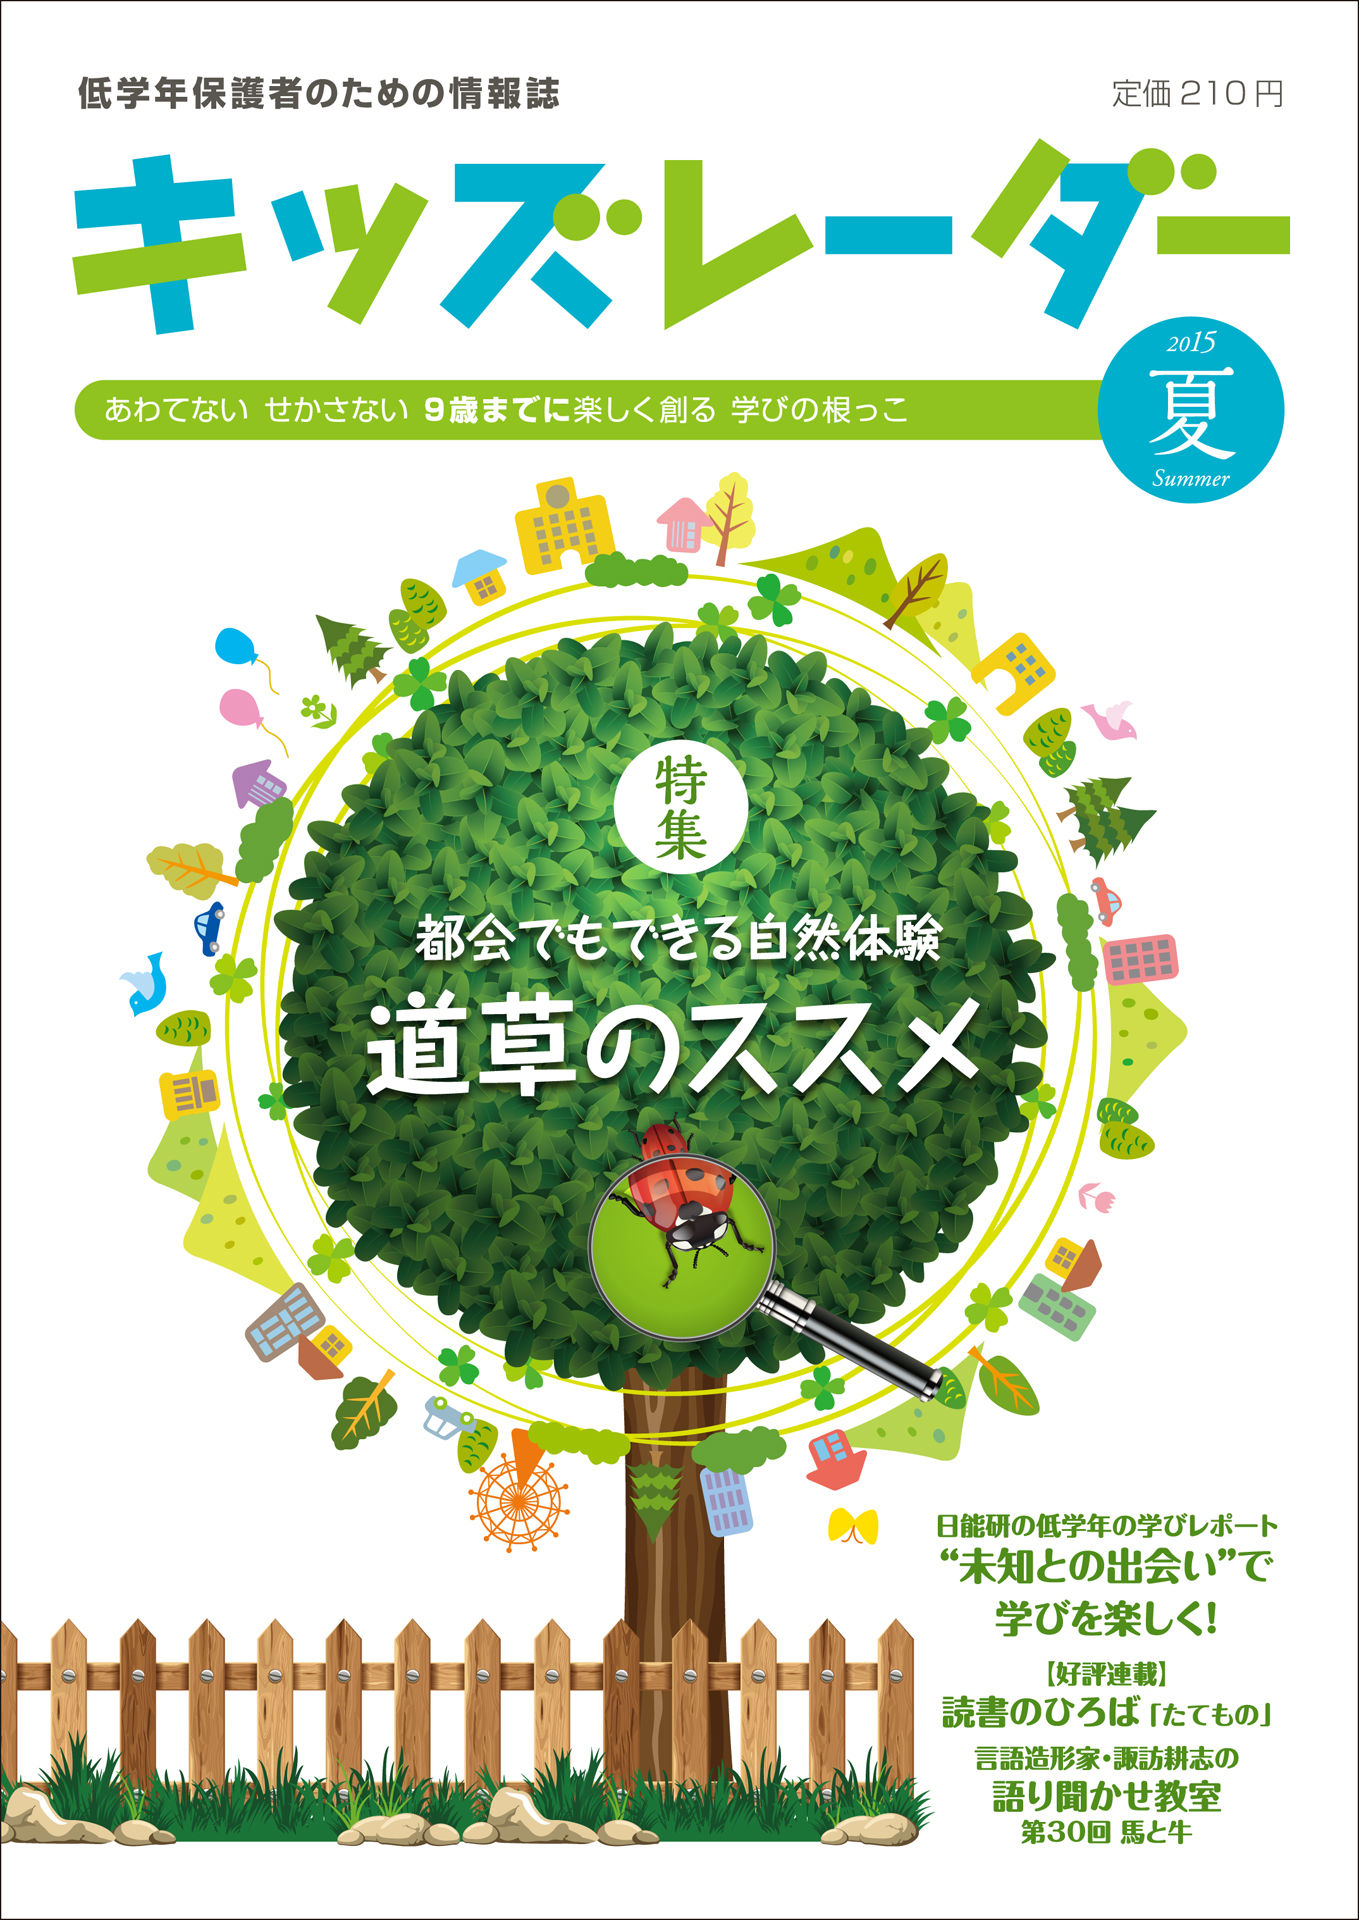 低学年保護者のための情報誌
定価210円
キッズレーダー
2015
夏
Summer
あわてない せかさない 9歳までに楽しく創る 学びの根っこ
特集
都会でもできる自然体験
道草のススメ
日能研の低学年の学びレポート
“未知との出会い”で
学びを楽しく!
【好評連載】
読書のひろば「たてもの」
言語造形家・諏訪耕志の
語り聞かせ教室
第30回 馬と牛